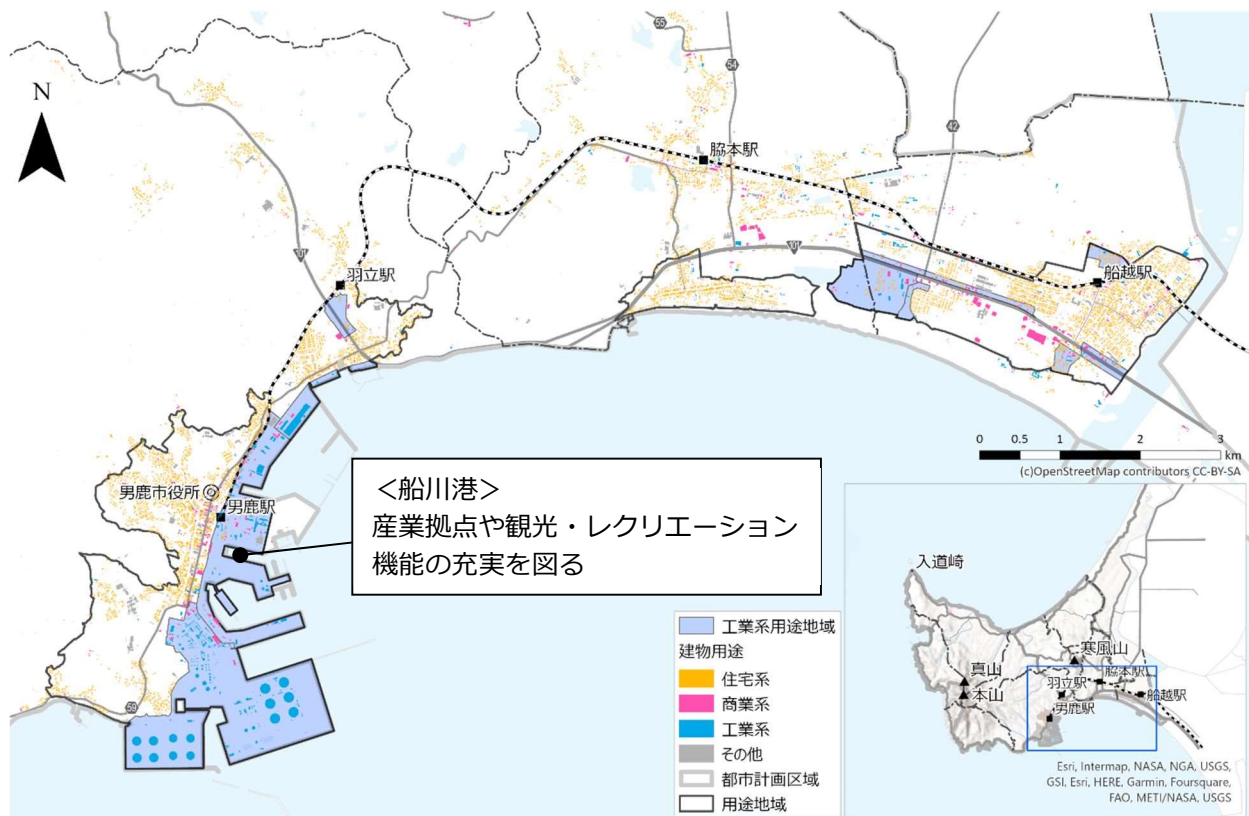 N
55
54
42
脇本駅
101
羽立駅
101
船越駅
0 0.5 1 2 3
km
(c)OpenStreetMap contributors CC-BY-SA
男鹿市役所
男鹿駅
<船川港>
産業拠点や観光・レクリエーション
機能の充実を図る
59
工業系用途地域
建物用途
住宅系
商業系
工業系
その他
都市計画区域
用途地域
入道崎
寒風山
真山
本山
羽立駅
脇本駅
船越駅
男鹿駅
Esri, Intermap, NASA, NGA, USGS,
GSI, Esri, HERE, Garmin, Foursquare,
FAO, METI/NASA, USGS